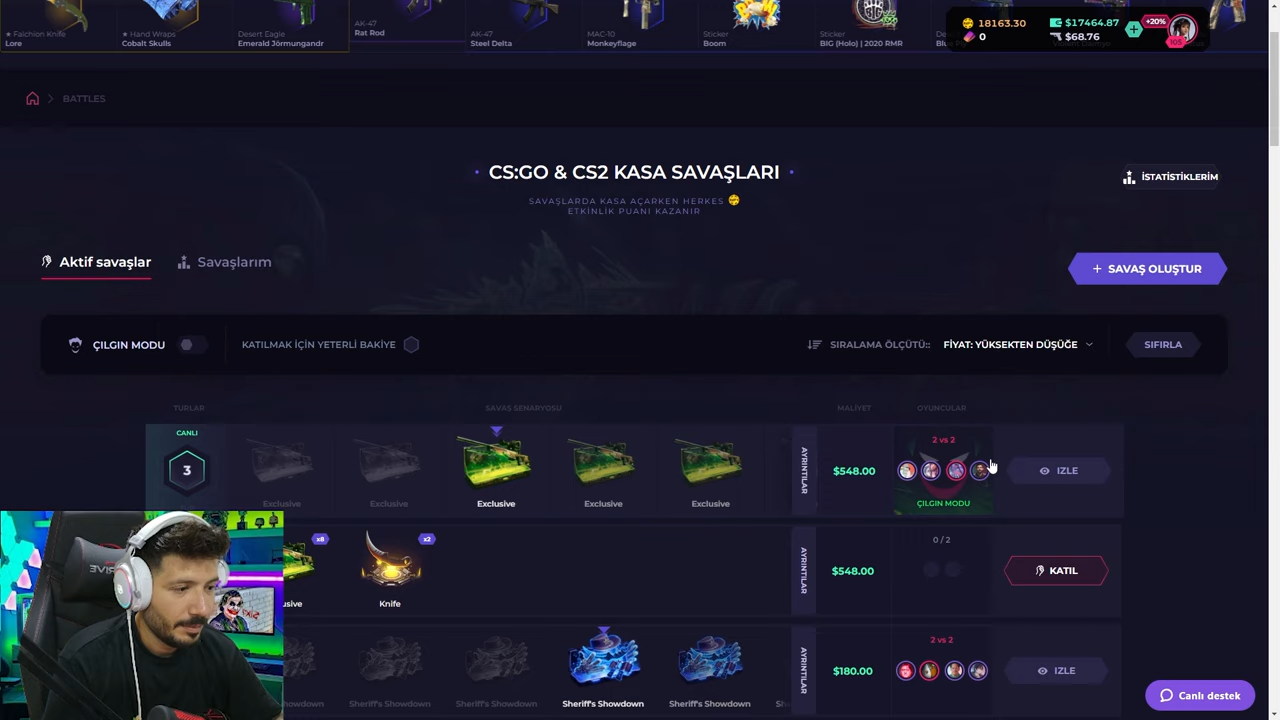 ★ Falchion Knife
Lore
★ Hand Wraps
Cobalt Skulls
Desert Eagle
Emerald Jörmungandr
AK-47
Rat Rod
AK-47
Steel Delta
MAC-10
Monkeyflage
Sticker
Boom
Sticker
BIG (Holo) | 2020 RMR
18163.30
$17464.87
+20%
0
$68.76
105
BATTLES
CS:GO & CS2 KASA SAVAŞLARI
SAVAŞLARDA KASA AÇARKEN HERKES
ETKİNLİK PUANI KAZANIR
İSTATİSTİKLERİM
Aktif savaşlar
Savaşlarım
+ SAVAŞ OLUŞTUR
ÇILGIN MODU
KATILMAK İÇİN YETERLİ BAKİYE
SIRALAMA ÖLÇÜTÜ::
FİYAT: YÜKSEKTEN DÜŞÜĞE
SIFIRLA
TURLAR
SAVAŞ SENARYOSU
MALİYET
OYUNCULAR
CANLI
3
Exclusive
Exclusive
Exclusive
Exclusive
Exclusive
AYRINTILAR
$548.00
2 vs 2
ÇILGIN MODU
IZLE
x8
usive
x2
Knife
AYRINTILAR
$548.00
0 / 2
KATIL
howdown
Sheriff's Showdown
Sheriff's Showdown
Sheriff's Showdown
Sheriff's Showdown
AYRINTILAR
$180.00
2 vs 2
IZLE
Canlı destek